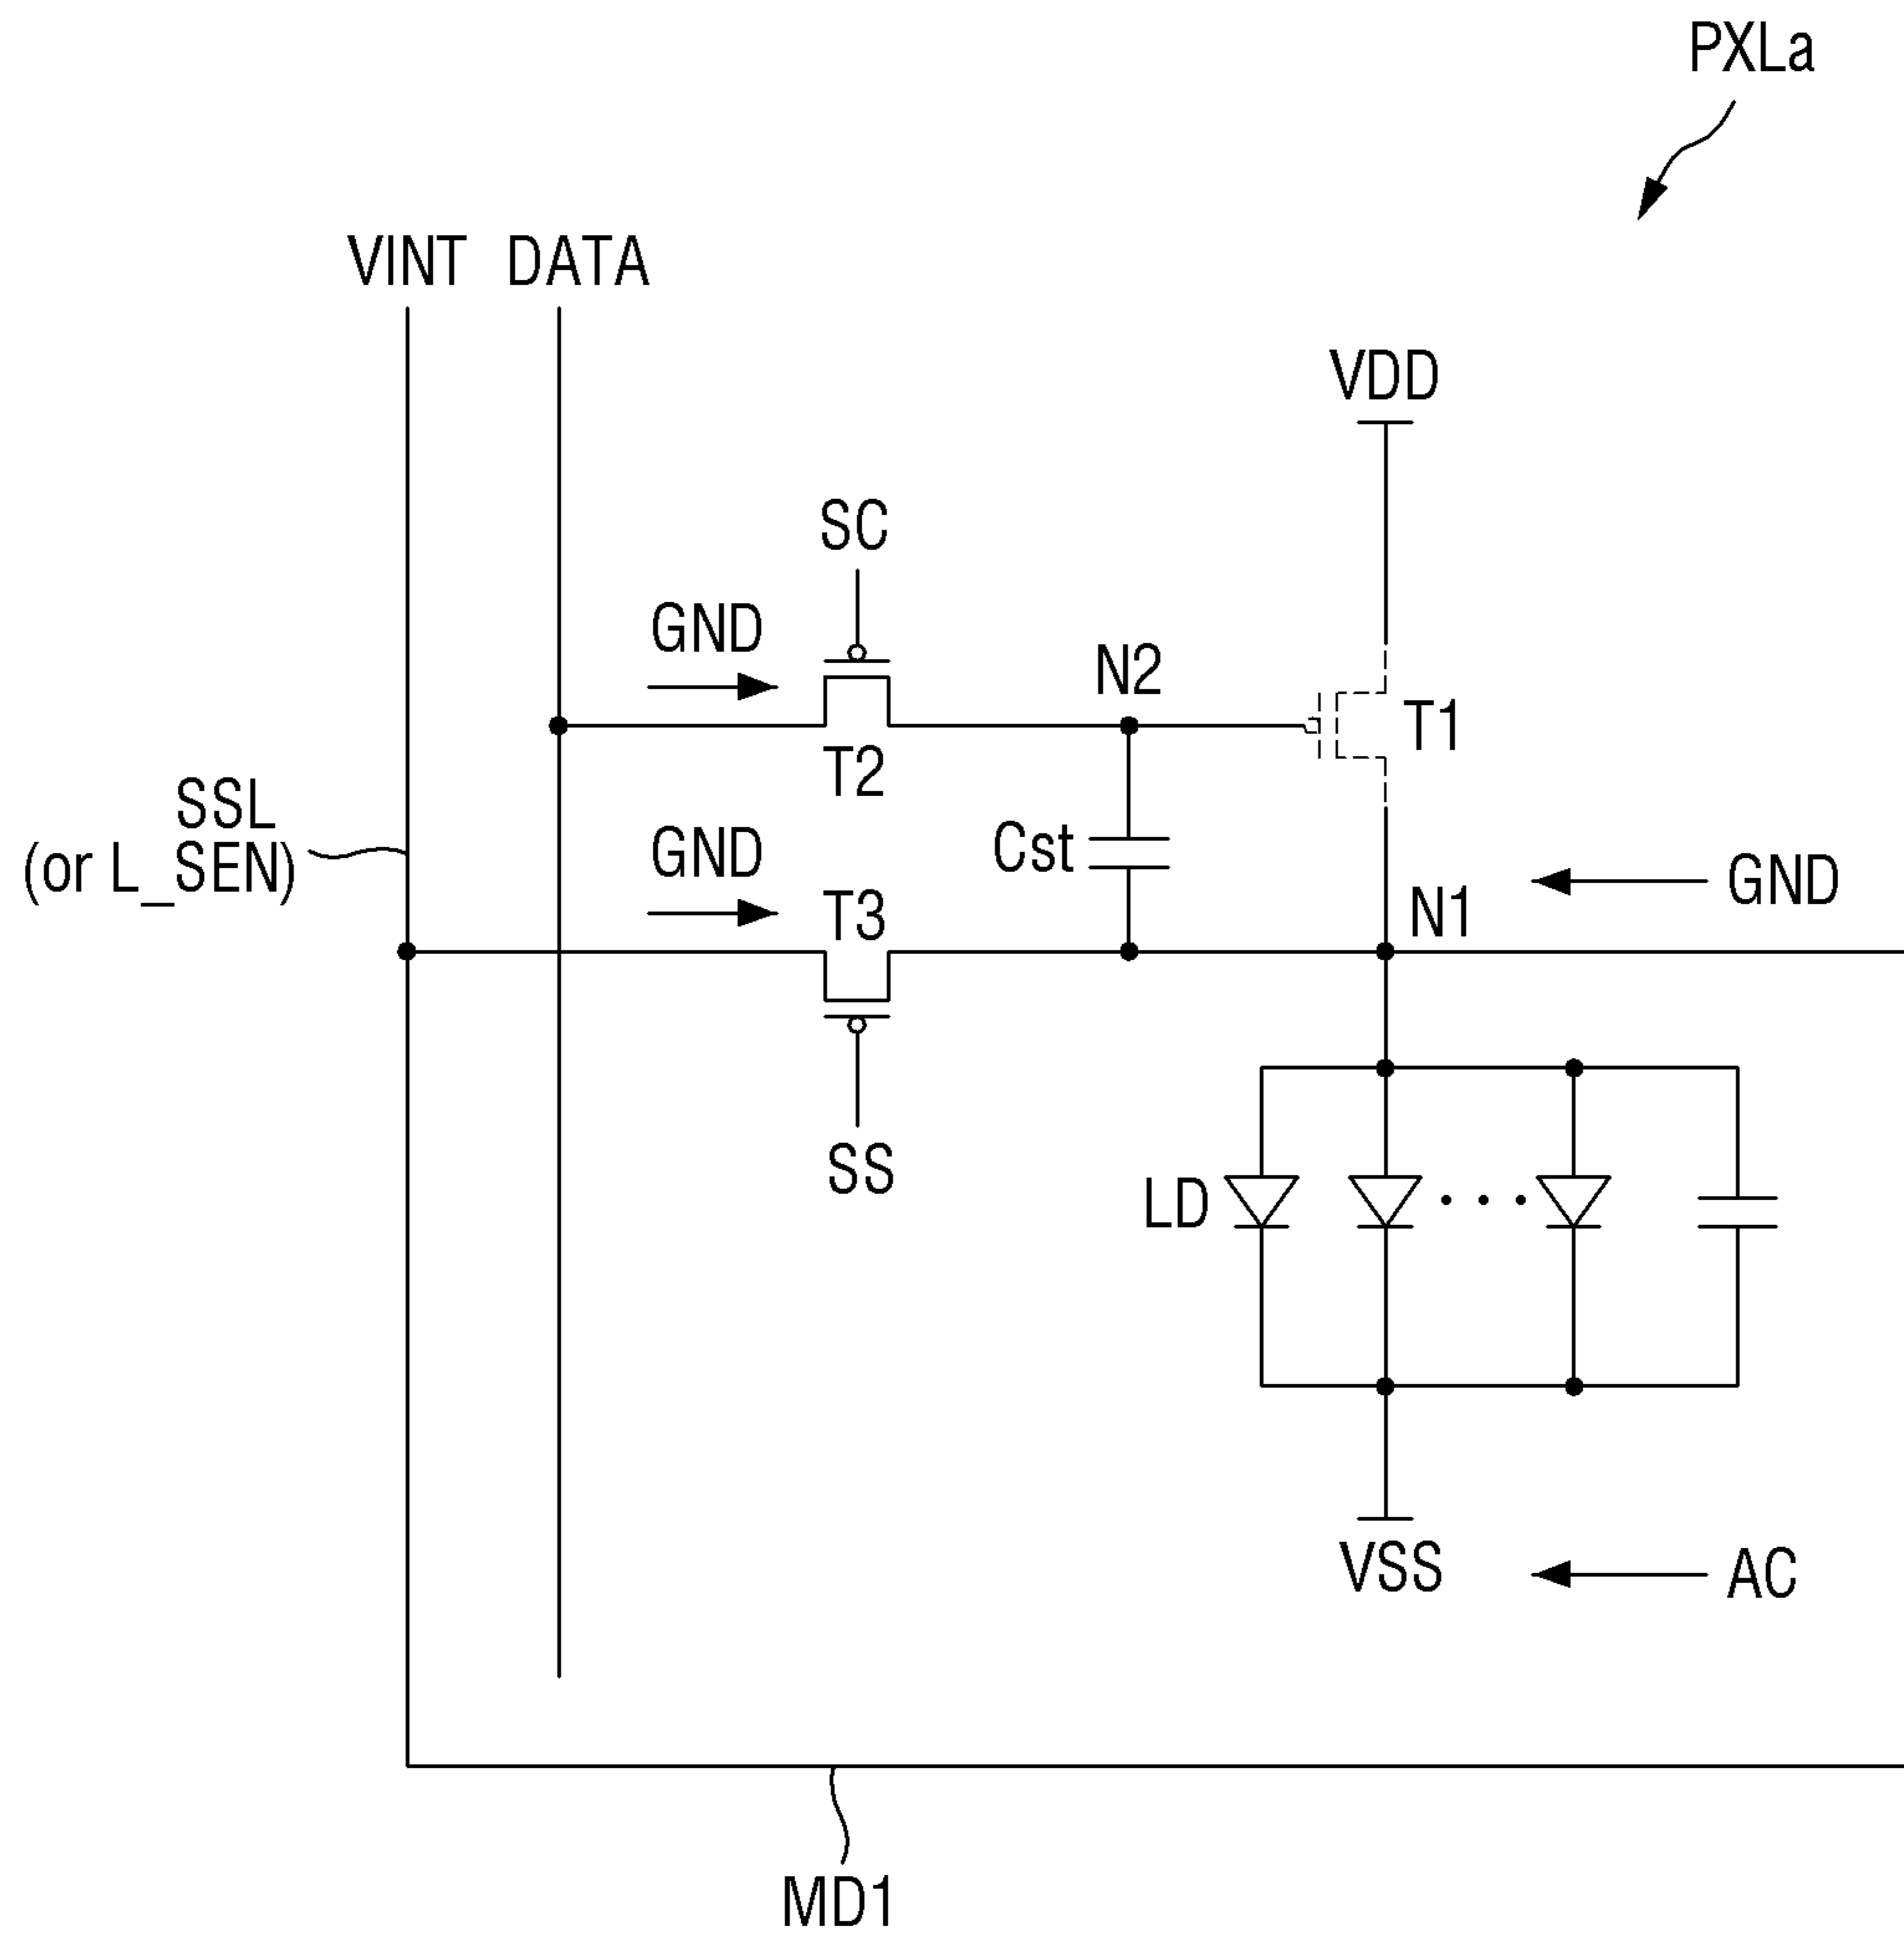 PXLa
VINT DATA
VDD
SC
GND
N2
T1
T2
SSL
(or L_SEN)
GND
Cst
GND
T3
N1
SS
LD
VSS
AC
MD1